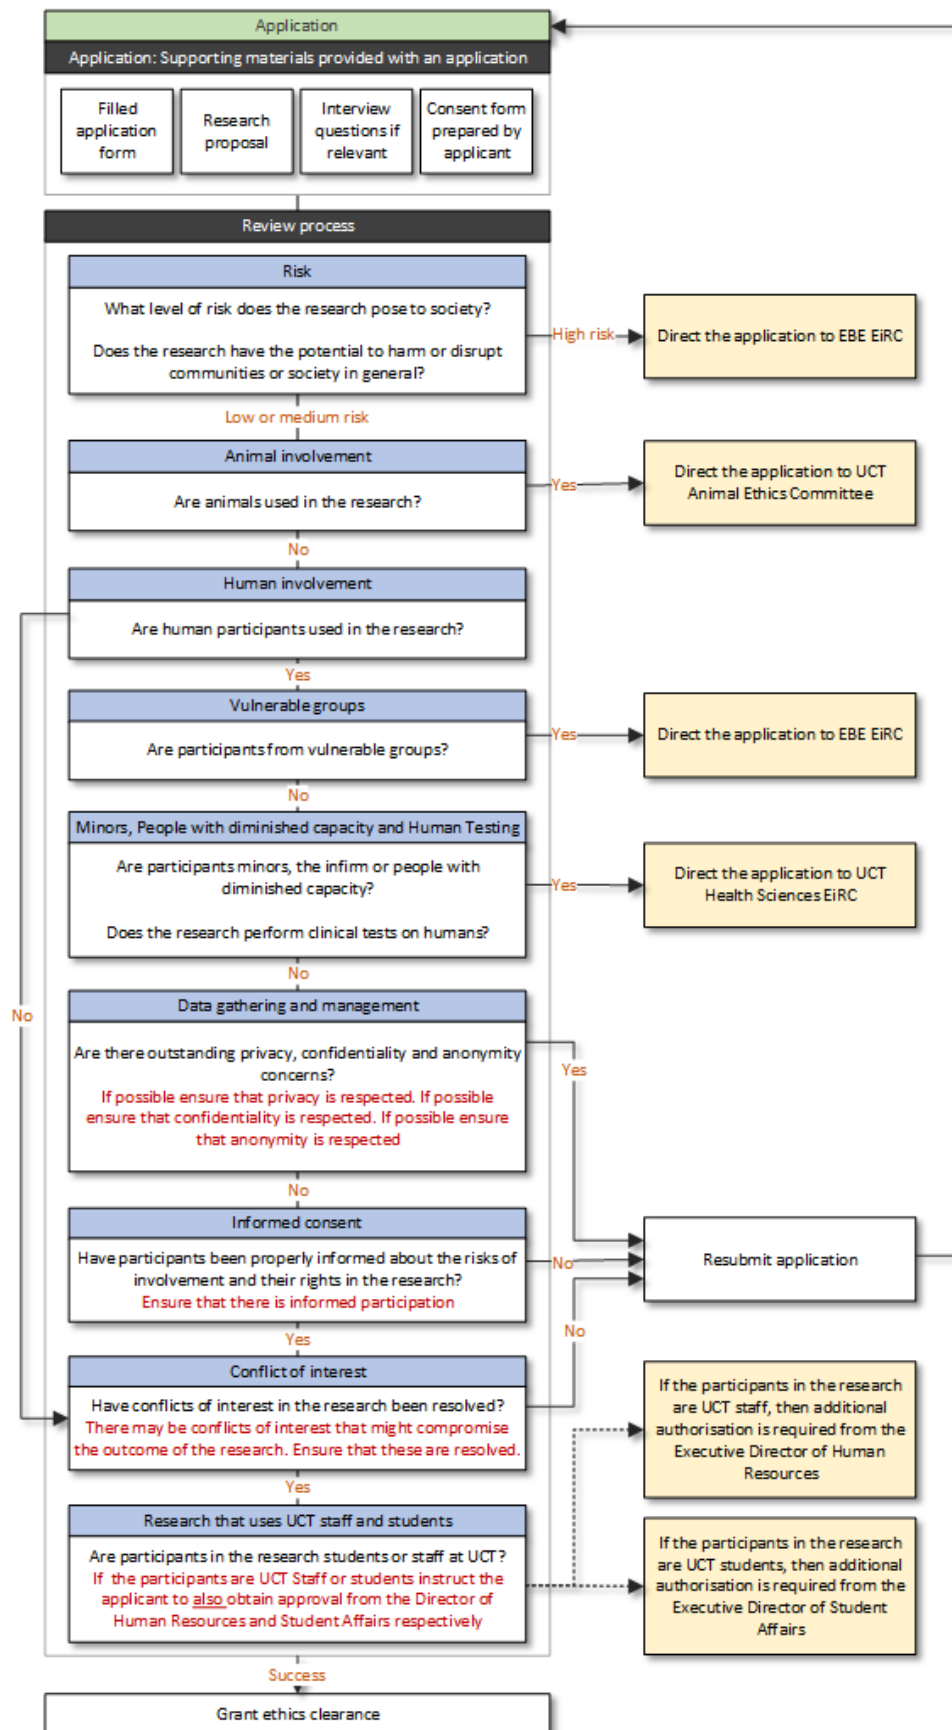 Application
Application: Supporting materials provided with an application
Filled
application
form
Research
proposal
Interview
questions if
relevant
Consent form
prepared by
applicant
Review process
Risk
What level of risk does the research pose to society?
Does the research have the potential to harm or disrupt
communities or society in general?
High risk
Direct the application to EBE EiRC
Low or medium risk
Animal involvement
Are animals used in the research?
Yes
Direct the application to UCT
Animal Ethics Committee
No
Human involvement
Are human participants used in the research?
Yes
Vulnerable groups
Are participants from vulnerable groups?
Yes
Direct the application to EBE EiRC
No
Minors, People with diminished capacity and Human Testing
Are participants minors, the infirm or people with
diminished capacity?
Does the research perform clinical tests on humans?
Yes
Direct the application to UCT
Health Sciences EiRC
No
No
Data gathering and management
Are there outstanding privacy, confidentiality and anonymity
concerns?
If possible ensure that privacy is respected. If possible
ensure that confidentiality is respected. If possible ensure
that anonymity is respected
Yes
No
Informed consent
Have participants been properly informed about the risks of
involvement and their rights in the research?
Ensure that there is informed participation
No
Resubmit application
Yes
No
Conflict of interest
Have conflicts of interest in the research been resolved?
There may be conflicts of interest that might compromise
the outcome of the research. Ensure that these are resolved.
If the participants in the research
are UCT staff, then additional
authorisation is required from the
Executive Director of Human
Resources
Yes
Research that uses UCT staff and students
Are participants in the research students or staff at UCT?
If the participants are UCT Staff or students instruct the
applicant to also obtain approval from the Director of
Human Resources and Student Affairs respectively
If the participants in the research
are UCT students, then additional
authorisation is required from the
Executive Director of Student
Affairs
Success
Grant ethics clearance